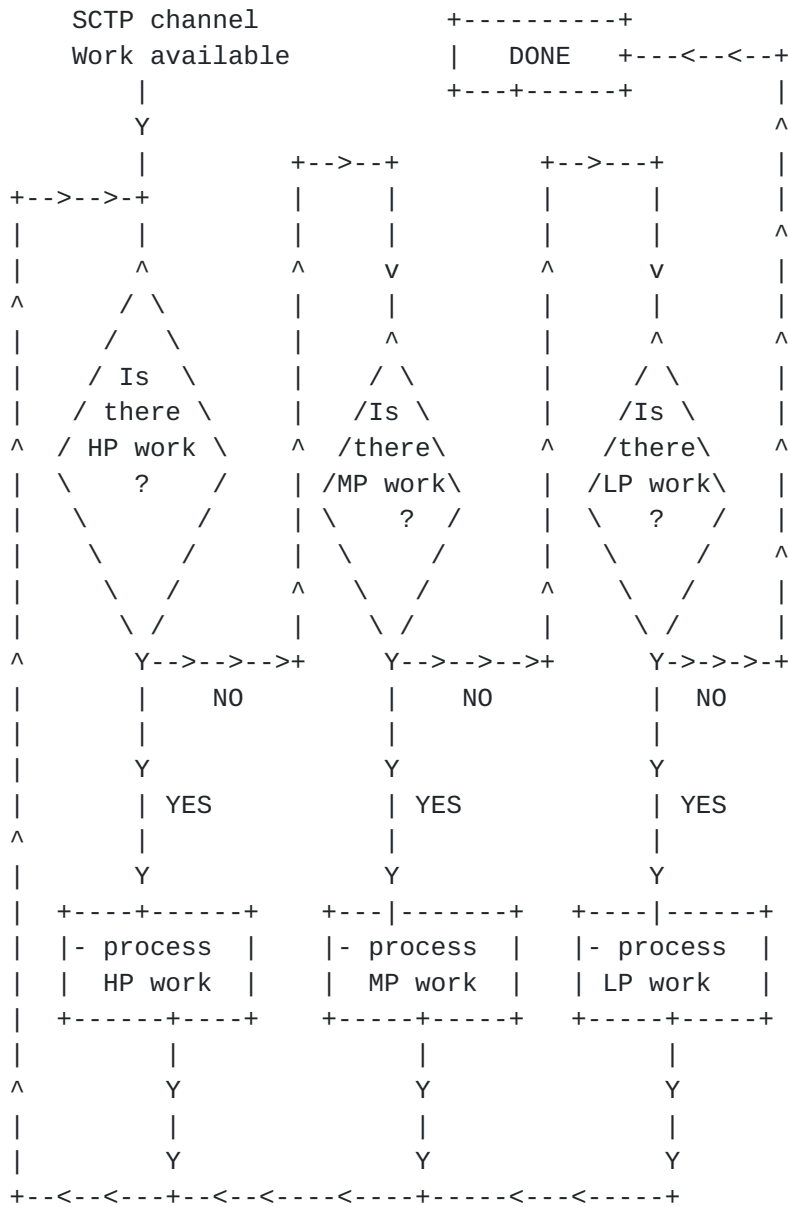 SCTP channel
Work available
DONE
Y
Is
there
HP work
?
Is
there
MP work
?
Is
there
LP work
?
Y
Y
Y
NO
NO
NO
Y
Y
Y
YES
YES
YES
Y
Y
Y
- process
HP work
- process
MP work
- process
LP work
Y
Y
Y
Y
Y
Y